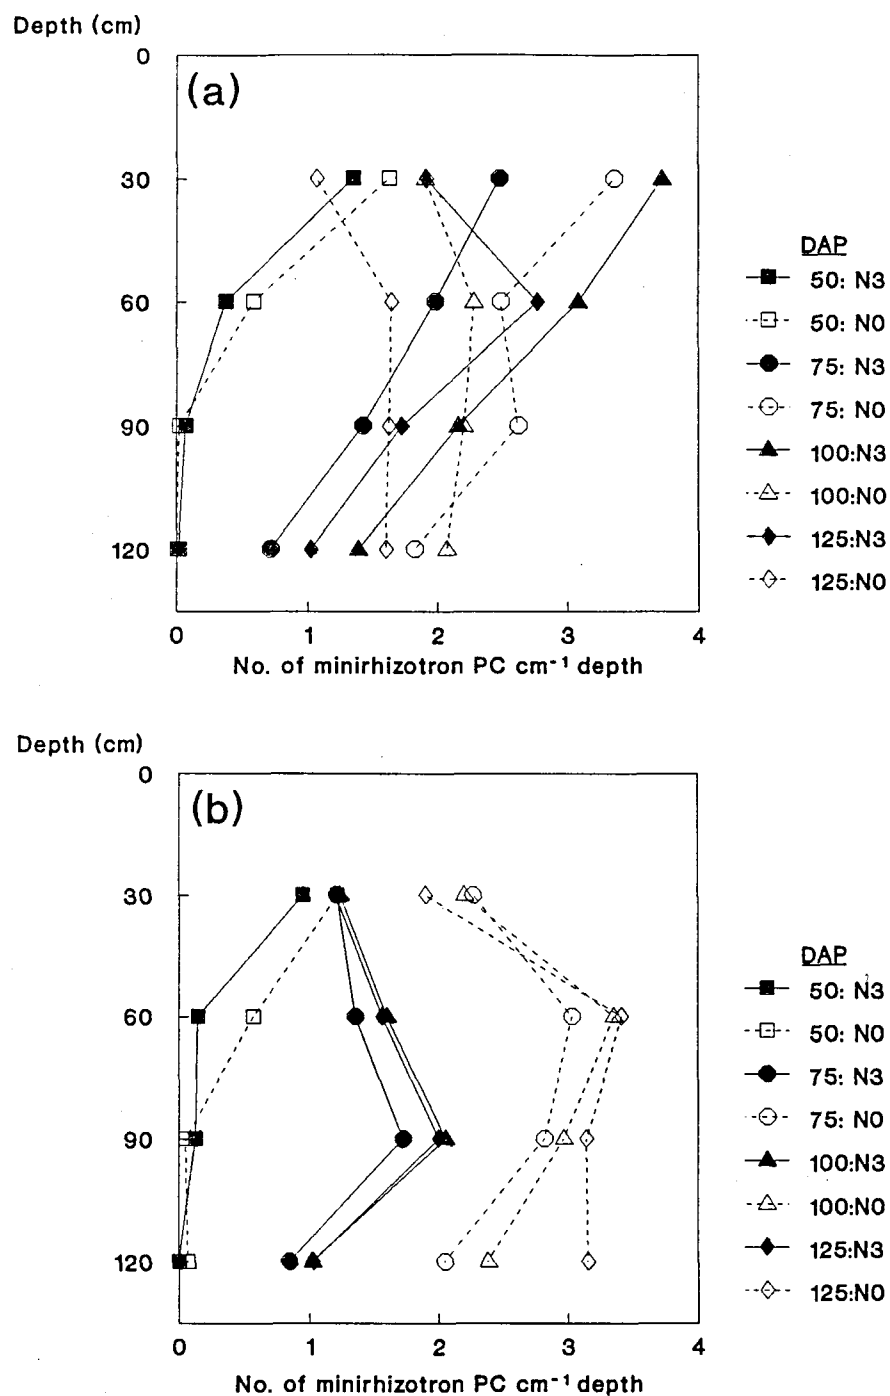 Depth (cm)
0
(a)
30
60
90
120
0 1 2 3 4
No. of minirhizotron PC cm⁻¹ depth
DAP
50: N3
50: N0
75: N3
75: N0
100:N3
100:N0
125:N3
125:N0
Depth (cm)
0
(b)
30
60
90
120
0 1 2 3 4
No. of minirhizotron PC cm⁻¹ depth
DAP
50: N3
50: N0
75: N3
75: N0
100:N3
100:N0
125:N3
125:N0